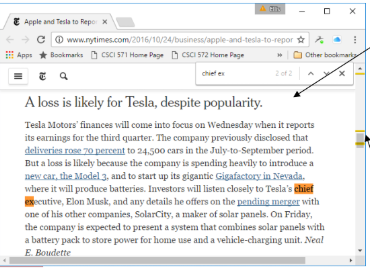 Apple and Tesla to Repor
www.nytimes.com/2016/10/24/business/apple-and-tesla-to-repor
Apps Bookmarks CSCI 571 Home Page CSCI 572 Home Page » Other bookmarks
chief ex 2 of 2
A loss is likely for Tesla, despite popularity.
Tesla Motors' finances will come into focus on Wednesday when it reports
its earnings for the third quarter. The company previously disclosed that
deliveries rose 70 percent to 24,500 cars in the July-to-September period.
But a loss is likely because the company is spending heavily to introduce a
new car, the Model 3, and to start up its gigantic Gigafactory in Nevada,
where it will produce batteries. Investors will listen closely to Tesla's chief
executive, Elon Musk, and any details he offers on the pending merger with
one of his other companies, SolarCity, a maker of solar panels. On Friday,
the company is expected to present a system that combines solar panels with
a battery pack to store power for home use and a vehicle-charging unit. Neal
E. Boudette